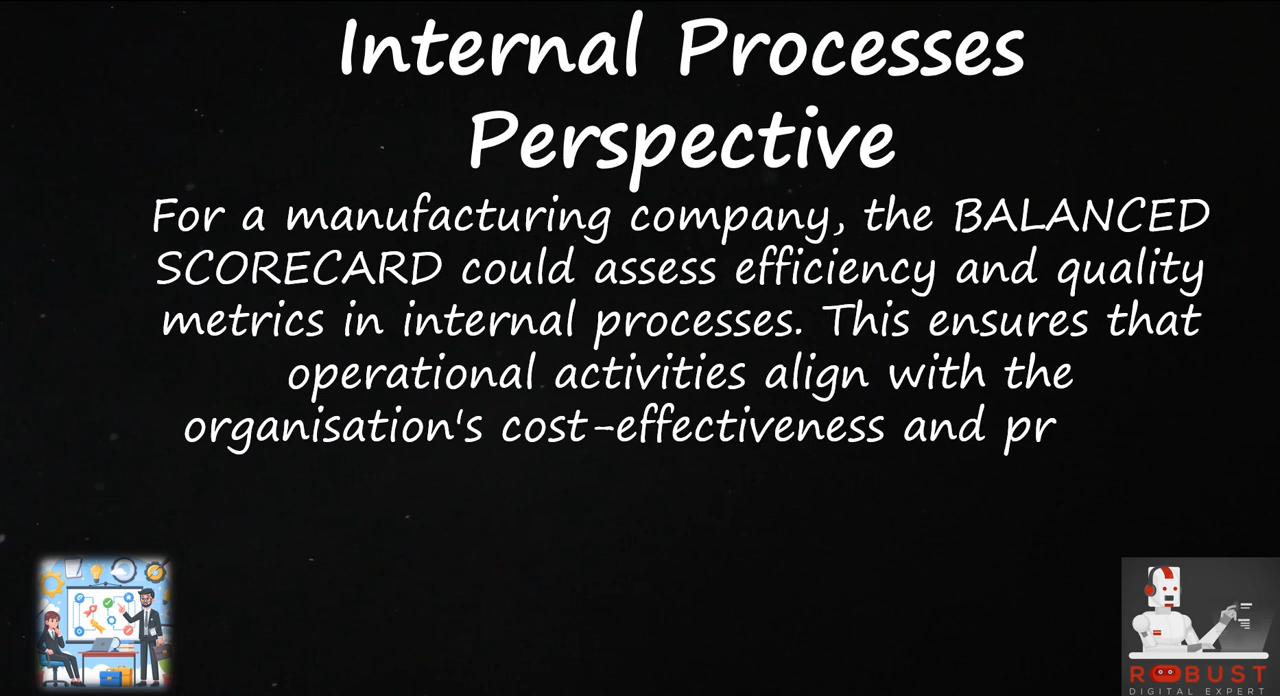 Internal Processes
Perspective
For a manufacturing company, the BALANCED
SCORECARD could assess efficiency and quality
metrics in internal processes. This ensures that
operational activities align with the
organisation's cost-effectiveness and pr
ROBUST
DIGITAL EXPERT